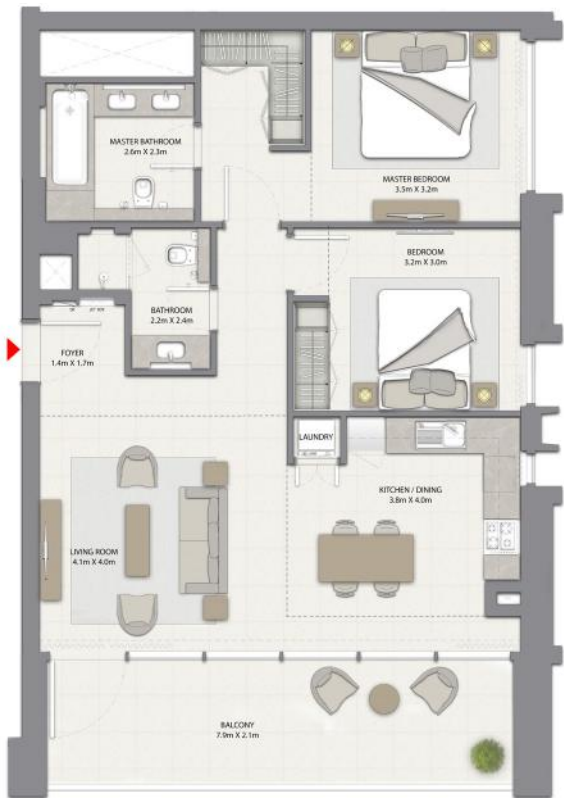 MASTER BATHROOM
2.6m X 2.3m
MASTER BEDROOM
3.5m X 3.2m
BEDROOM
3.2m X 3.0m
BATHROOM
2.2m X 2.4m
FOYER
1.4m X 1.7m
LAUNDRY
KITCHEN / DINING
3.8m X 4.0m
LIVING ROOM
4.1m X 4.0m
BALCONY
7.9m X 2.1m